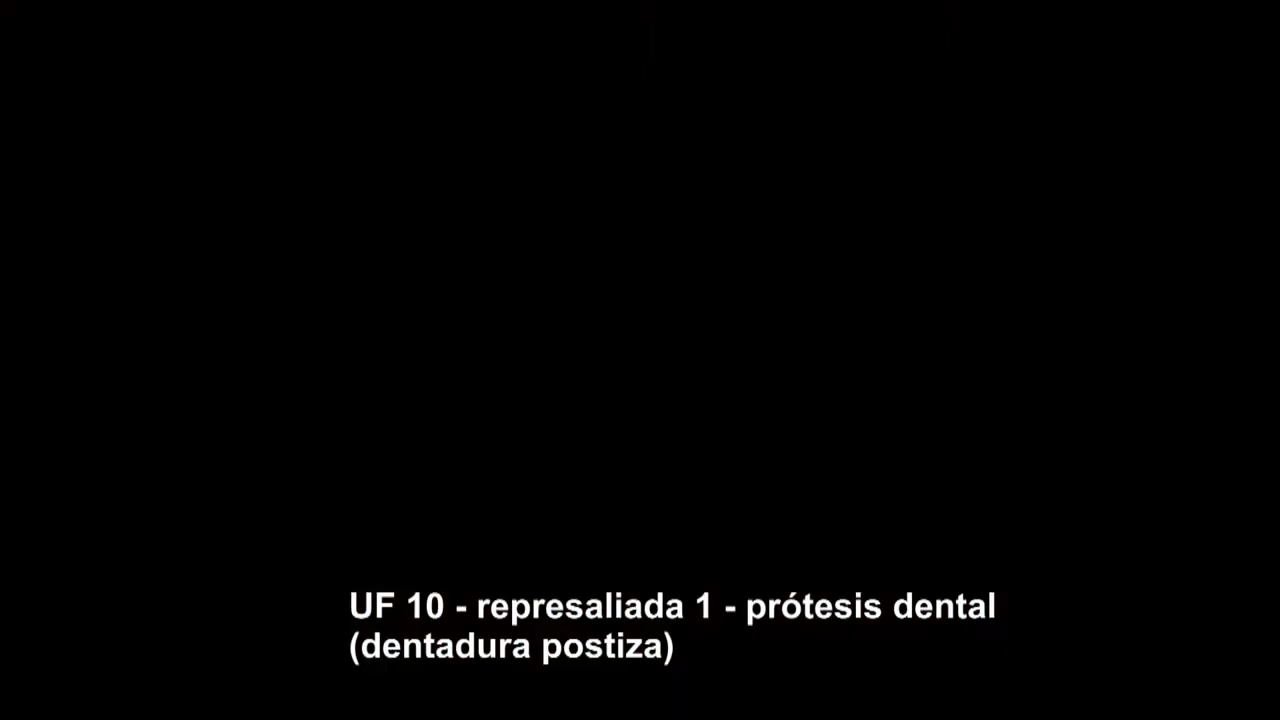 UF 10 - represaliada 1 - prótesis dental
(dentadura postiza)